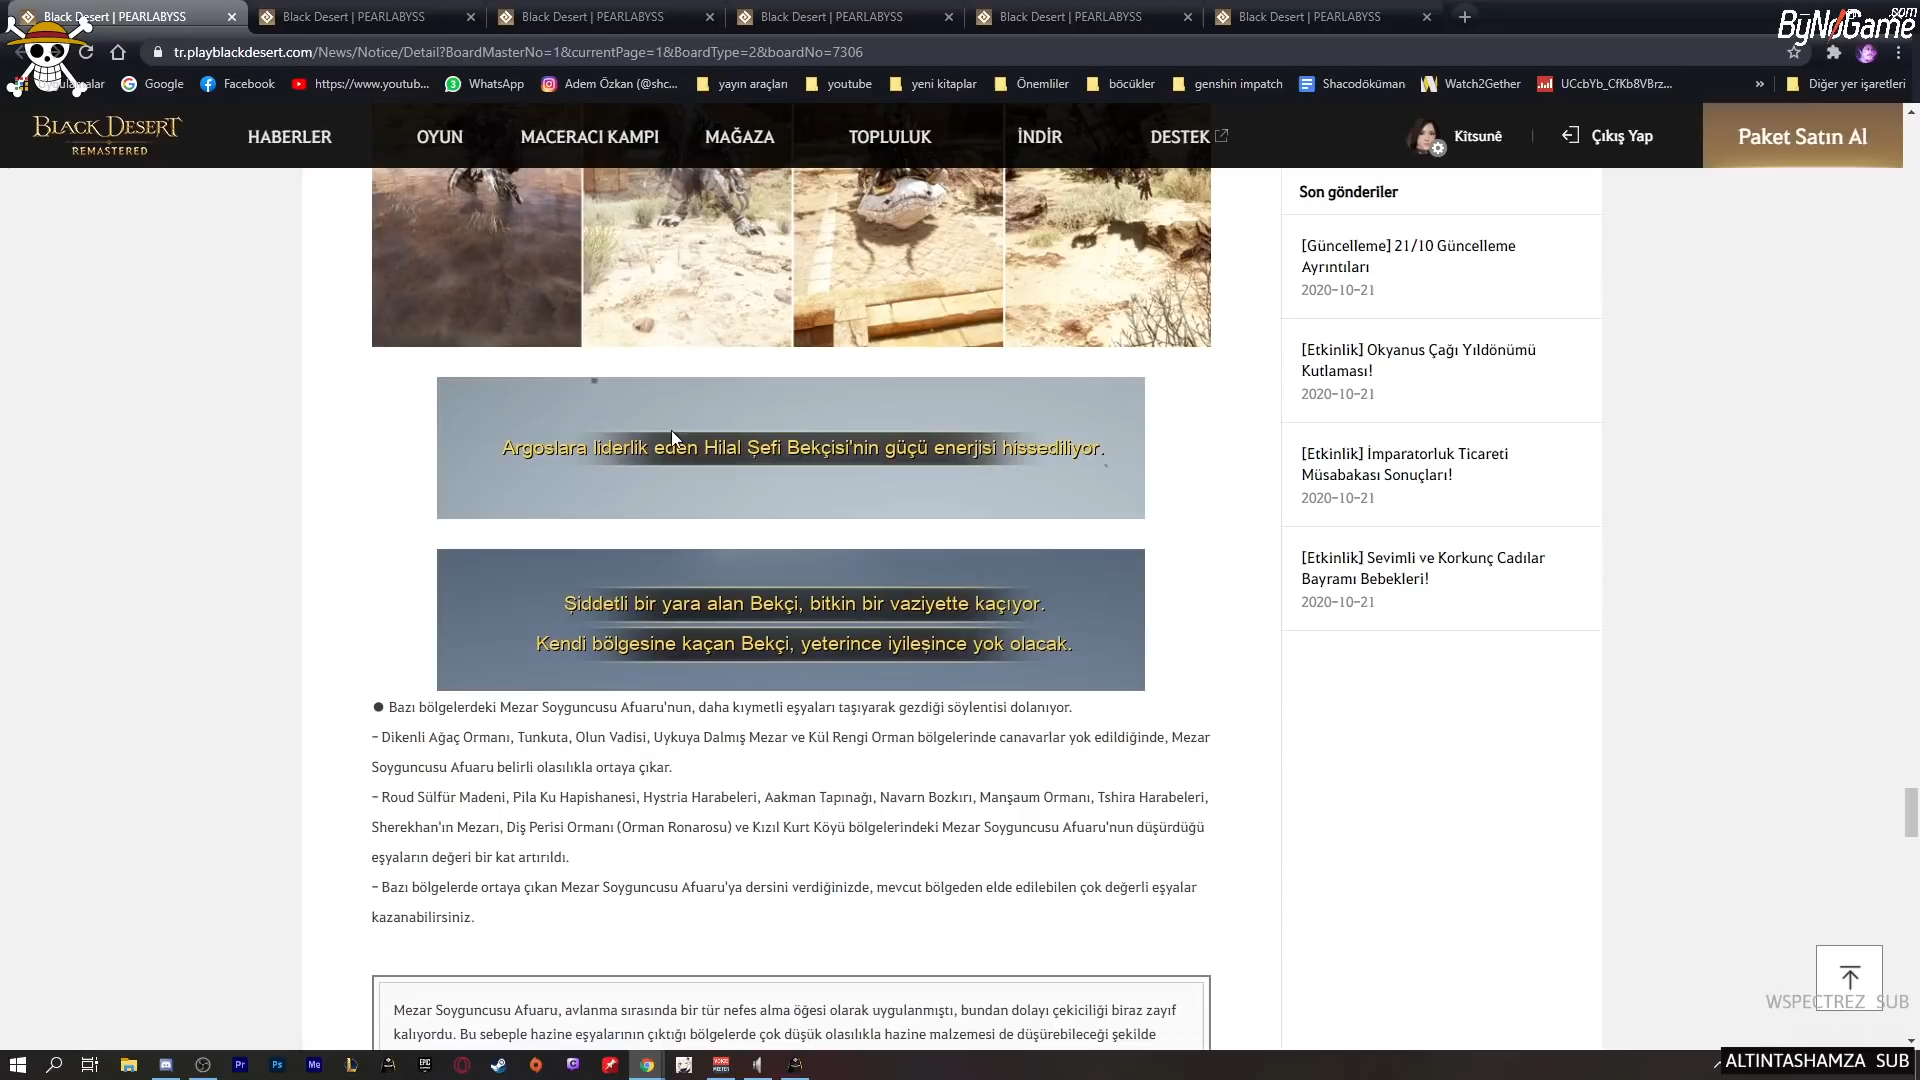 Black Desert | PEARLABYSS
Black Desert | PEARLABYSS
Black Desert | PEARLABYSS
Black Desert | PEARLABYSS
Black Desert | PEARLABYSS
Black Desert | PEARLABYSS
ByNoGame.com
tr.playblackdesert.com/News/Notice/Detail?BoardMasterNo=1&currentPage=1&BoardType=2&boardNo=7306
Google
Facebook
https://www.youtub...
WhatsApp
Adem Özkan (@shc...
yayın araçları
youtube
yeni kitaplar
Önemliler
böcükler
genshin impatch
Shacodöküman
Watch2Gether
UCcbYb_CfKb8VBrz...
»
Diğer yer işaretleri
BLACK DESERT
REMASTERED
HABERLER
OYUN
MACERACI KAMPI
MAĞAZA
TOPLULUK
İNDİR
DESTEK
Kitsunê
Çıkış Yap
Paket Satın Al
Argoslara liderlik eden Hilal Şefi Bekçisi'nin güçü enerjisi hissediliyor.
Şiddetli bir yara alan Bekçi, bitkin bir vaziyette kaçıyor.
Kendi bölgesine kaçan Bekçi, yeterince iyileşince yok olacak.
● Bazı bölgelerdeki Mezar Soyguncusu Afuaru'nun, daha kıymetli eşyaları taşıyarak gezdiği söylentisi dolanıyor.
- Dikenli Ağaç Ormanı, Tunkuta, Olun Vadisi, Uykuya Dalmış Mezar ve Kül Rengi Orman bölgelerinde canavarlar yok edildiğinde, Mezar
Soyguncusu Afuaru belirli olasılıkla ortaya çıkar.
- Roud Sülfür Madeni, Pila Ku Hapishanesi, Hystria Harabeleri, Aakman Tapınağı, Navarn Bozkırı, Manşaum Ormanı, Tshira Harabeleri,
Sherekhan'ın Mezarı, Diş Perisi Ormanı (Orman Ronarosu) ve Kızıl Kurt Köyü bölgelerindeki Mezar Soyguncusu Afuaru'nun düşürdüğü
eşyaların değeri bir kat artırıldı.
- Bazı bölgelerde ortaya çıkan Mezar Soyguncusu Afuaru'ya dersini verdiğinizde, mevcut bölgeden elde edilebilen çok değerli eşyalar
kazanabilirsiniz.
Mezar Soyguncusu Afuaru, avlanma sırasında bir tür nefes alma öğesi olarak uygulanmıştı, bundan dolayı çekiciliği biraz zayıf
kalıyordu. Bu sebeple hazine eşyalarının çıktığı bölgelerde çok düşük olasılıkla hazine malzemesi de düşürebileceği şekilde
Son gönderiler
[Güncelleme] 21/10 Güncelleme
Ayrıntıları
2020-10-21
[Etkinlik] Okyanus Çağı Yıldönümü
Kutlaması!
2020-10-21
[Etkinlik] İmparatorluk Ticareti
Müsabakası Sonuçları!
2020-10-21
[Etkinlik] Sevimli ve Korkunç Cadılar
Bayramı Bebekleri!
2020-10-21
WSPECTREZ SUB
ALTINTASHAMZA SUB
Pr
Ps
Me
EPIC